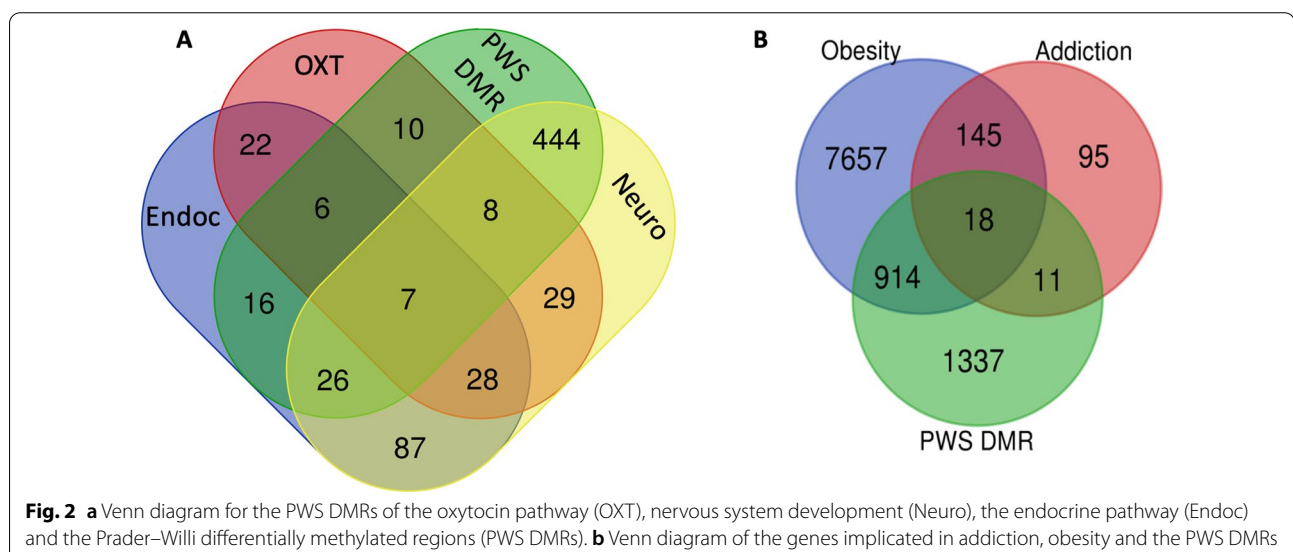 A
OXT
PWS
DMR
22
10
444
Endoc
6
8
Neuro
16
7
29
26
28
87
B
Obesity
Addiction
7657
145
95
18
914
11
1337
PWS DMR
Fig. 2 a Venn diagram for the PWS DMRs of the oxytocin pathway (OXT), nervous system development (Neuro), the endocrine pathway (Endoc)
and the Prader–Willi differentially methylated regions (PWS DMRs). b Venn diagram of the genes implicated in addiction, obesity and the PWS DMRs